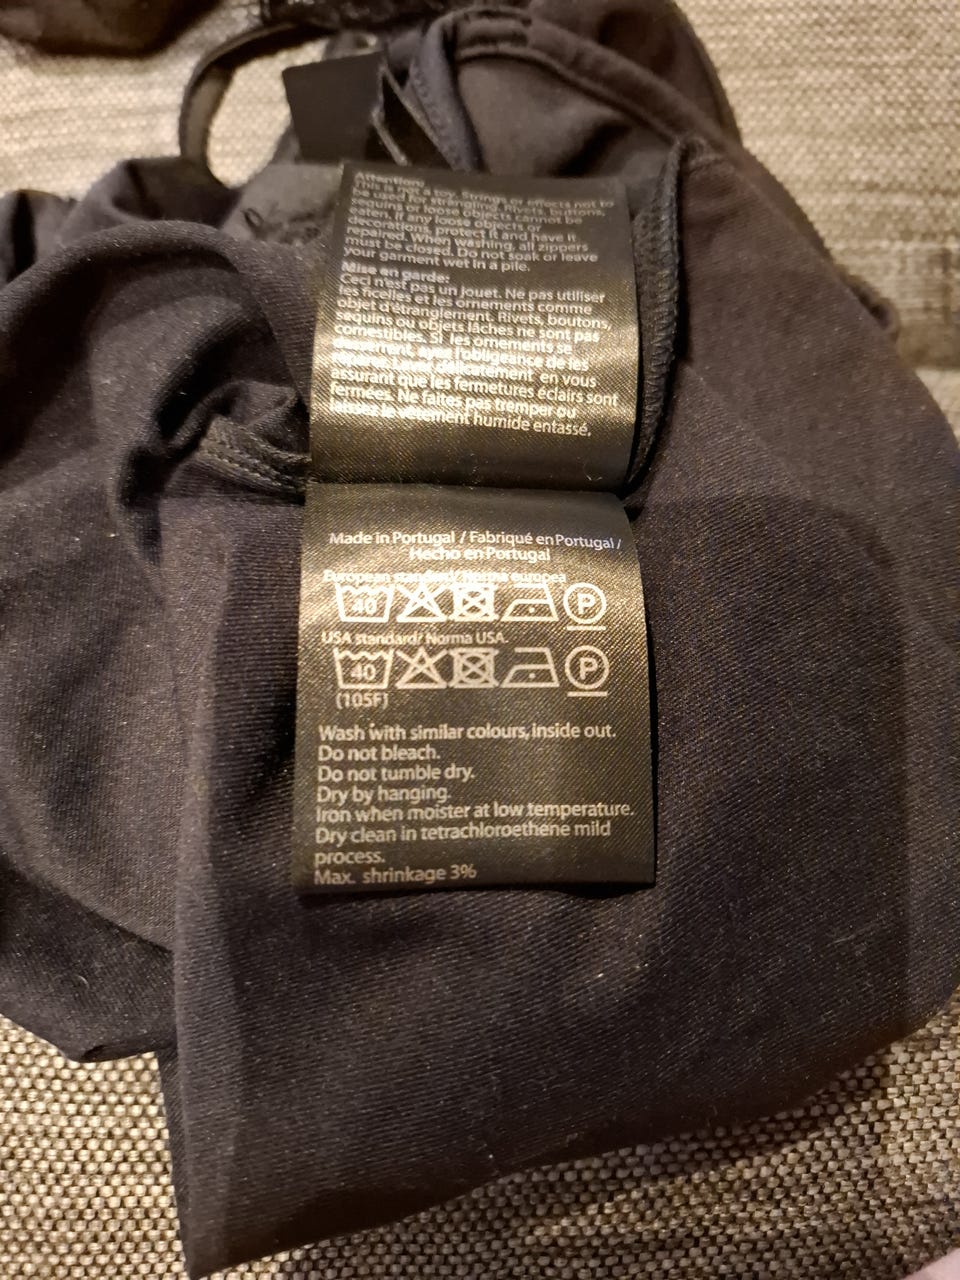 Attention:
This is not a toy. Strings or effects not to
be used for strangling. Rivets, buttons,
sequins or loose objects cannot be
eaten. If any loose objects or
decorations, protect it and have it
repaired. When washing, all zippers
must be closed. Do not soak or leave
your garment wet in a pile.
Mise en garde:
Ceci n'est pas un jouet. Ne pas utiliser
les ficelles et les ornements comme
objet d'étranglement. Rivets, boutons,
sequins ou objets lâches ne sont pas
comestibles. Si les ornements se
l'obligeance de les
délicatement en vous
assurant que les fermetures éclairs sont
fermées. Ne faites pas tremper ou
laissez le vêtement humide entassé.
Made in Portugal / Fabriqué en Portugal /
Hecho en Portugal
European standard/ Norma europea
40 P
USA standard/ Norma USA.
40 P
(105F)
Wash with similar colours, inside out.
Do not bleach.
Do not tumble dry.
Dry by hanging.
Iron when moister at low temperature.
Dry clean in tetrachloroethene mild
process.
Max. shrinkage 3%